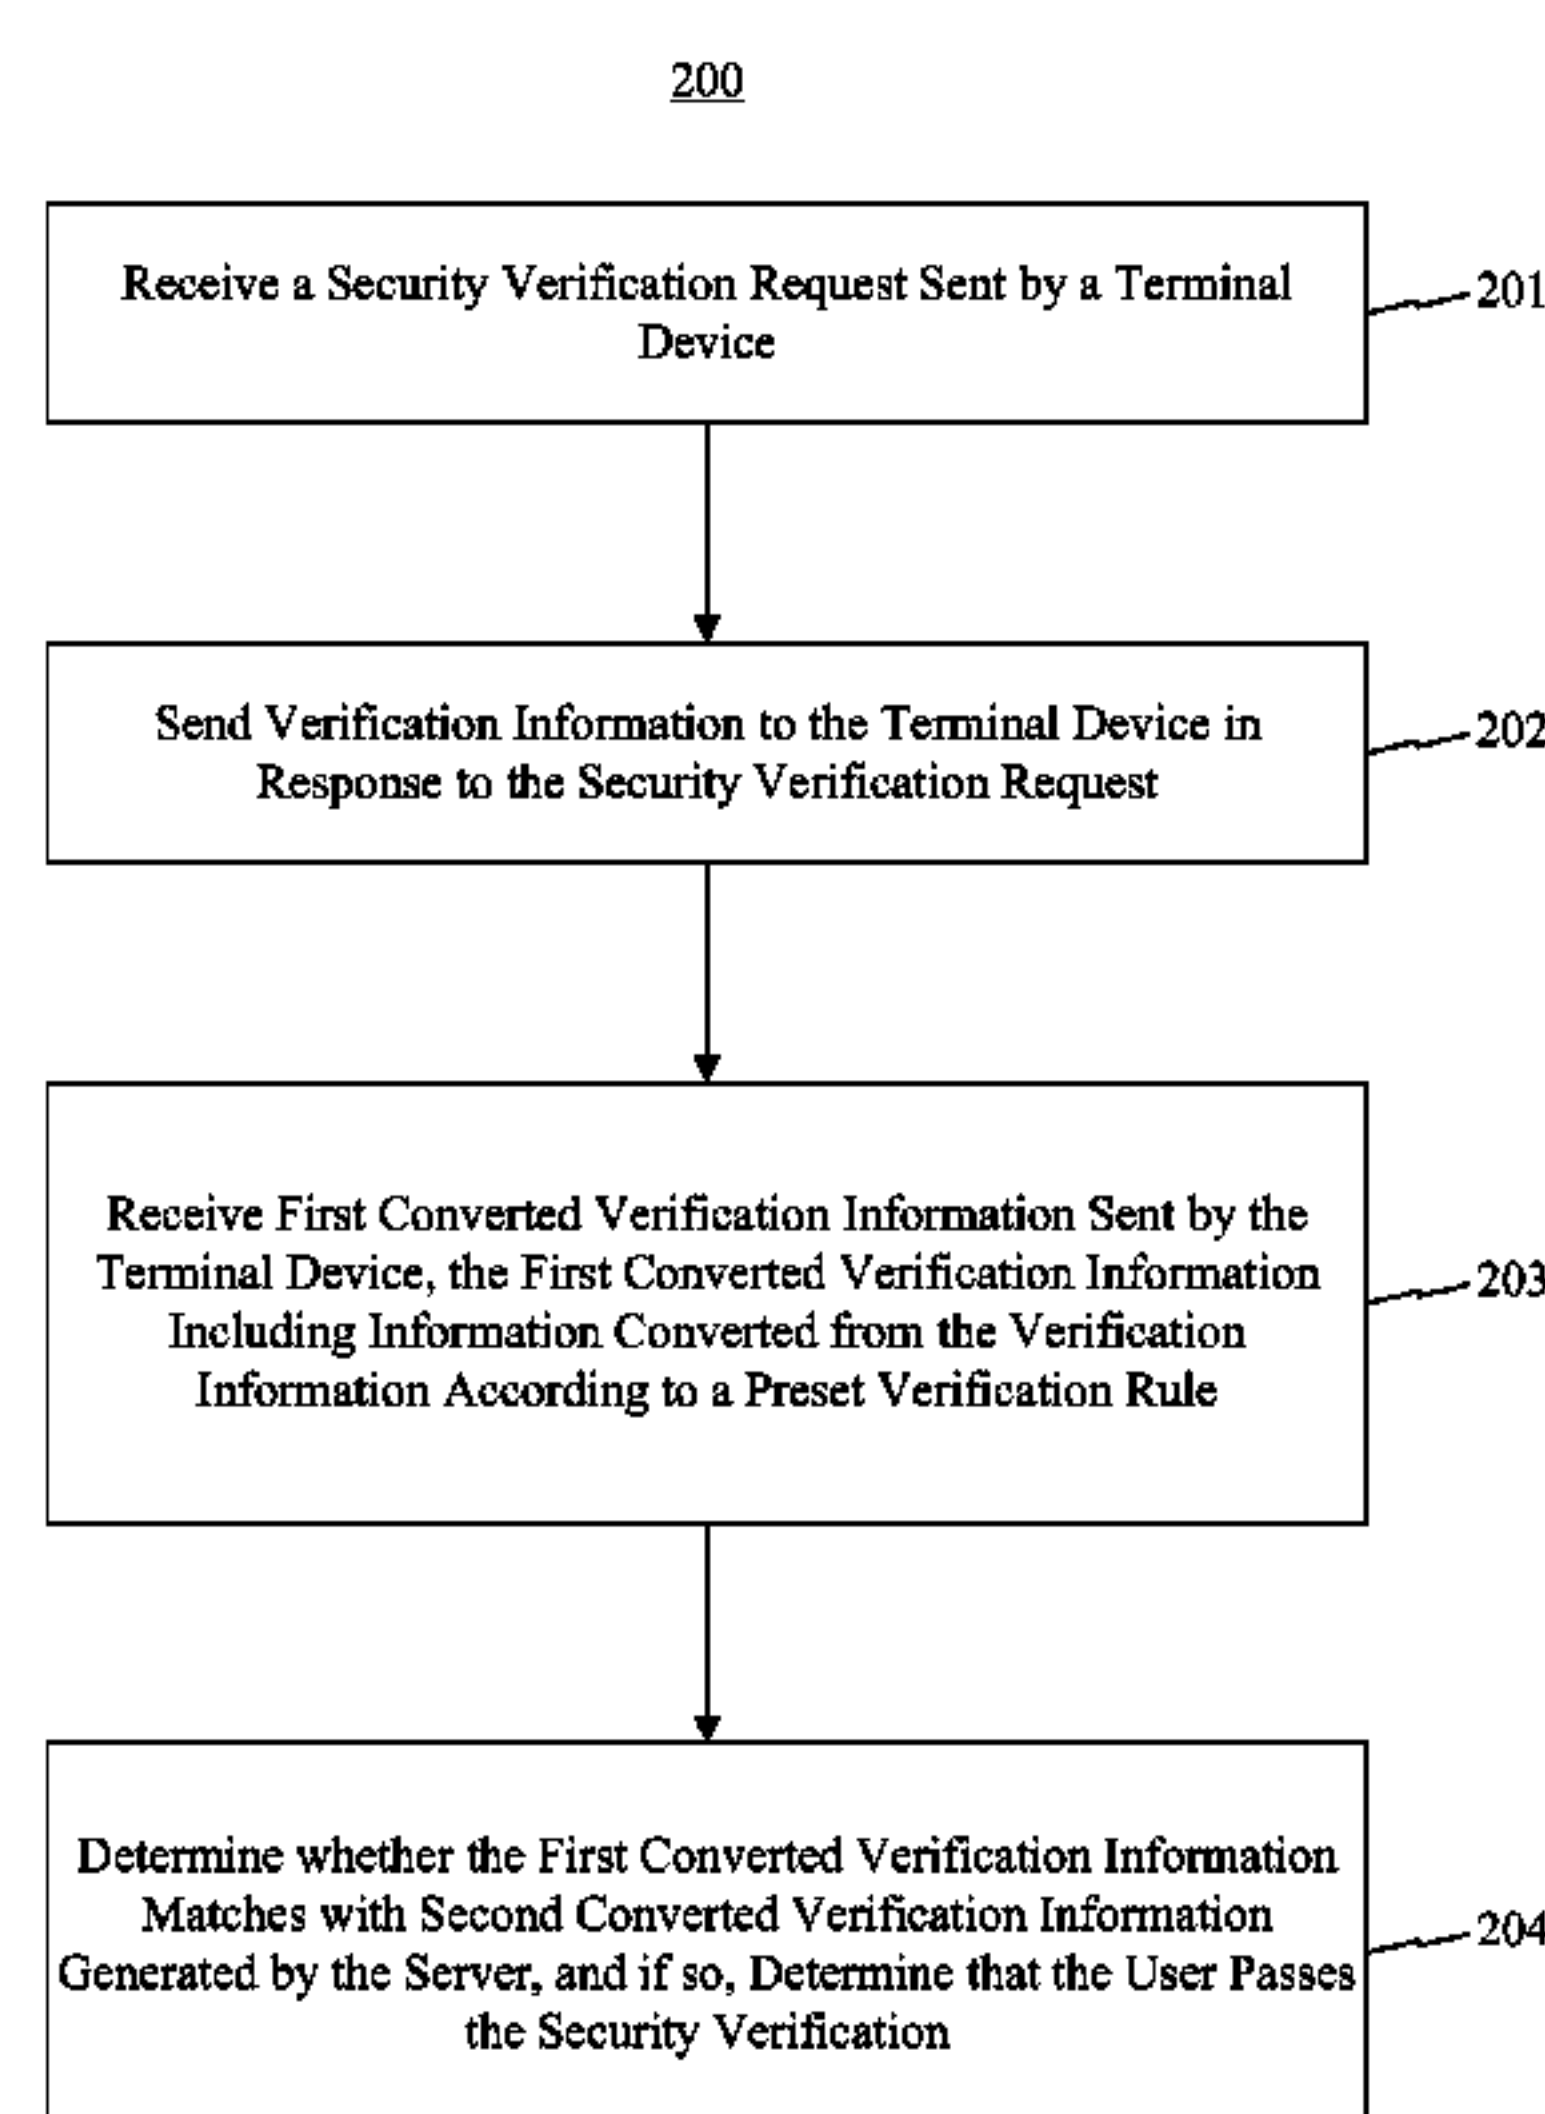 200
Receive a Security Verification Request Sent by a Terminal
Device
201
Send Verification Information to the Terminal Device in
Response to the Security Verification Request
202
Receive First Converted Verification Information Sent by the
Terminal Device, the First Converted Verification Information
Including Information Converted from the Verification
Information According to a Preset Verification Rule
203
Determine whether the First Converted Verification Information
Matches with Second Converted Verification Information
Generated by the Server, and if so, Determine that the User Passes
the Security Verification
204